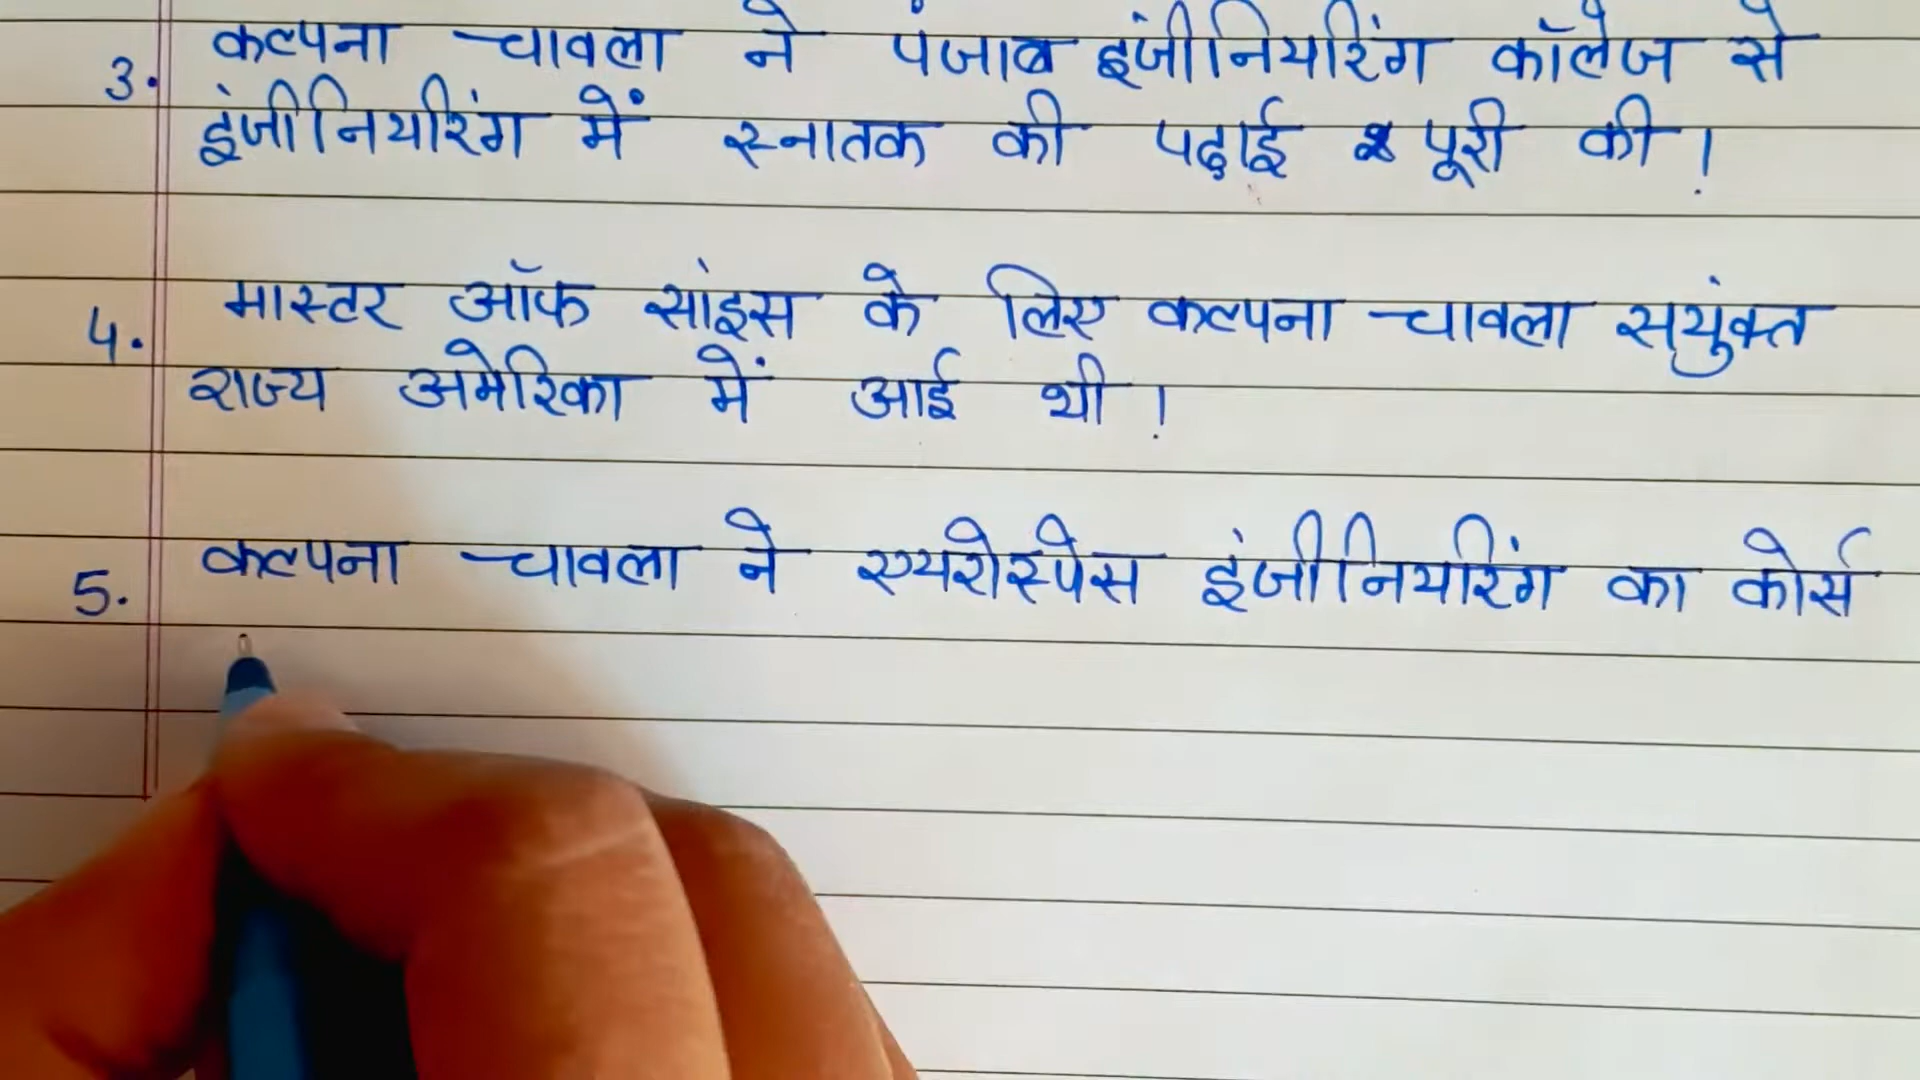 3. कल्पना चावला ने पंजाब इंजीनियरिंग कॉलेज से
इंजीनियरिंग में स्नातक की पढ़ाई पूरी की!
4. मास्टर ऑफ सांइस के लिए कल्पना चावला सयुंक्त
राज्य अमेरिका में आई थी!
5. कल्पना चावला ने एयरोस्पेस इंजीनियरिंग का कोर्स